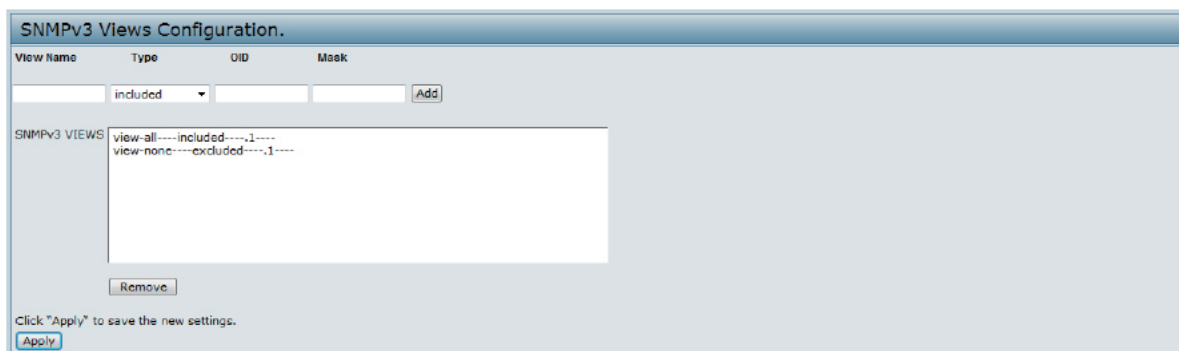 SNMPv3 Views Configuration.
View Name Type OID Mask
included Add
SNMPv3 VIEWS
view-all----included----.1----
view-none----excluded----.1----
Remove
Click "Apply" to save the new settings.
Apply